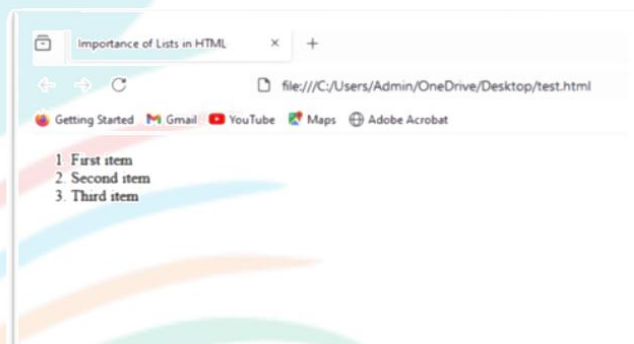 Importance of Lists in HTML
file:///C:/Users/Admin/OneDrive/Desktop/test.html
Getting Started Gmail YouTube Maps Adobe Acrobat
1. First item
2. Second item
3. Third item